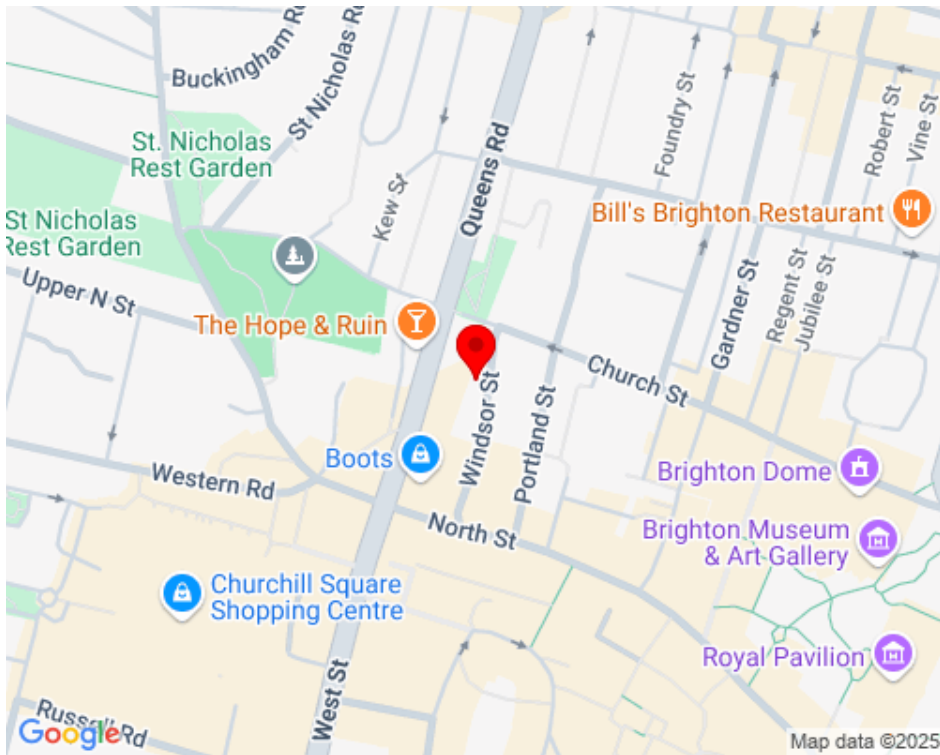 Buckingham Rd
St Nicholas Rd
St. Nicholas
Rest Garden
St Nicholas
Rest Garden
Kew St
Queens Rd
Foundry St
Robert St
Vine St
Bill's Brighton Restaurant
Upper N St
The Hope & Ruin
Gardner St
Regent St
Jubilee St
Church St
Windsor St
Portland St
Boots
Western Rd
North St
Brighton Dome
Brighton Museum
& Art Gallery
Churchill Square
Shopping Centre
Royal Pavilion
West St
Russell Rd
Google
Map data ©2025